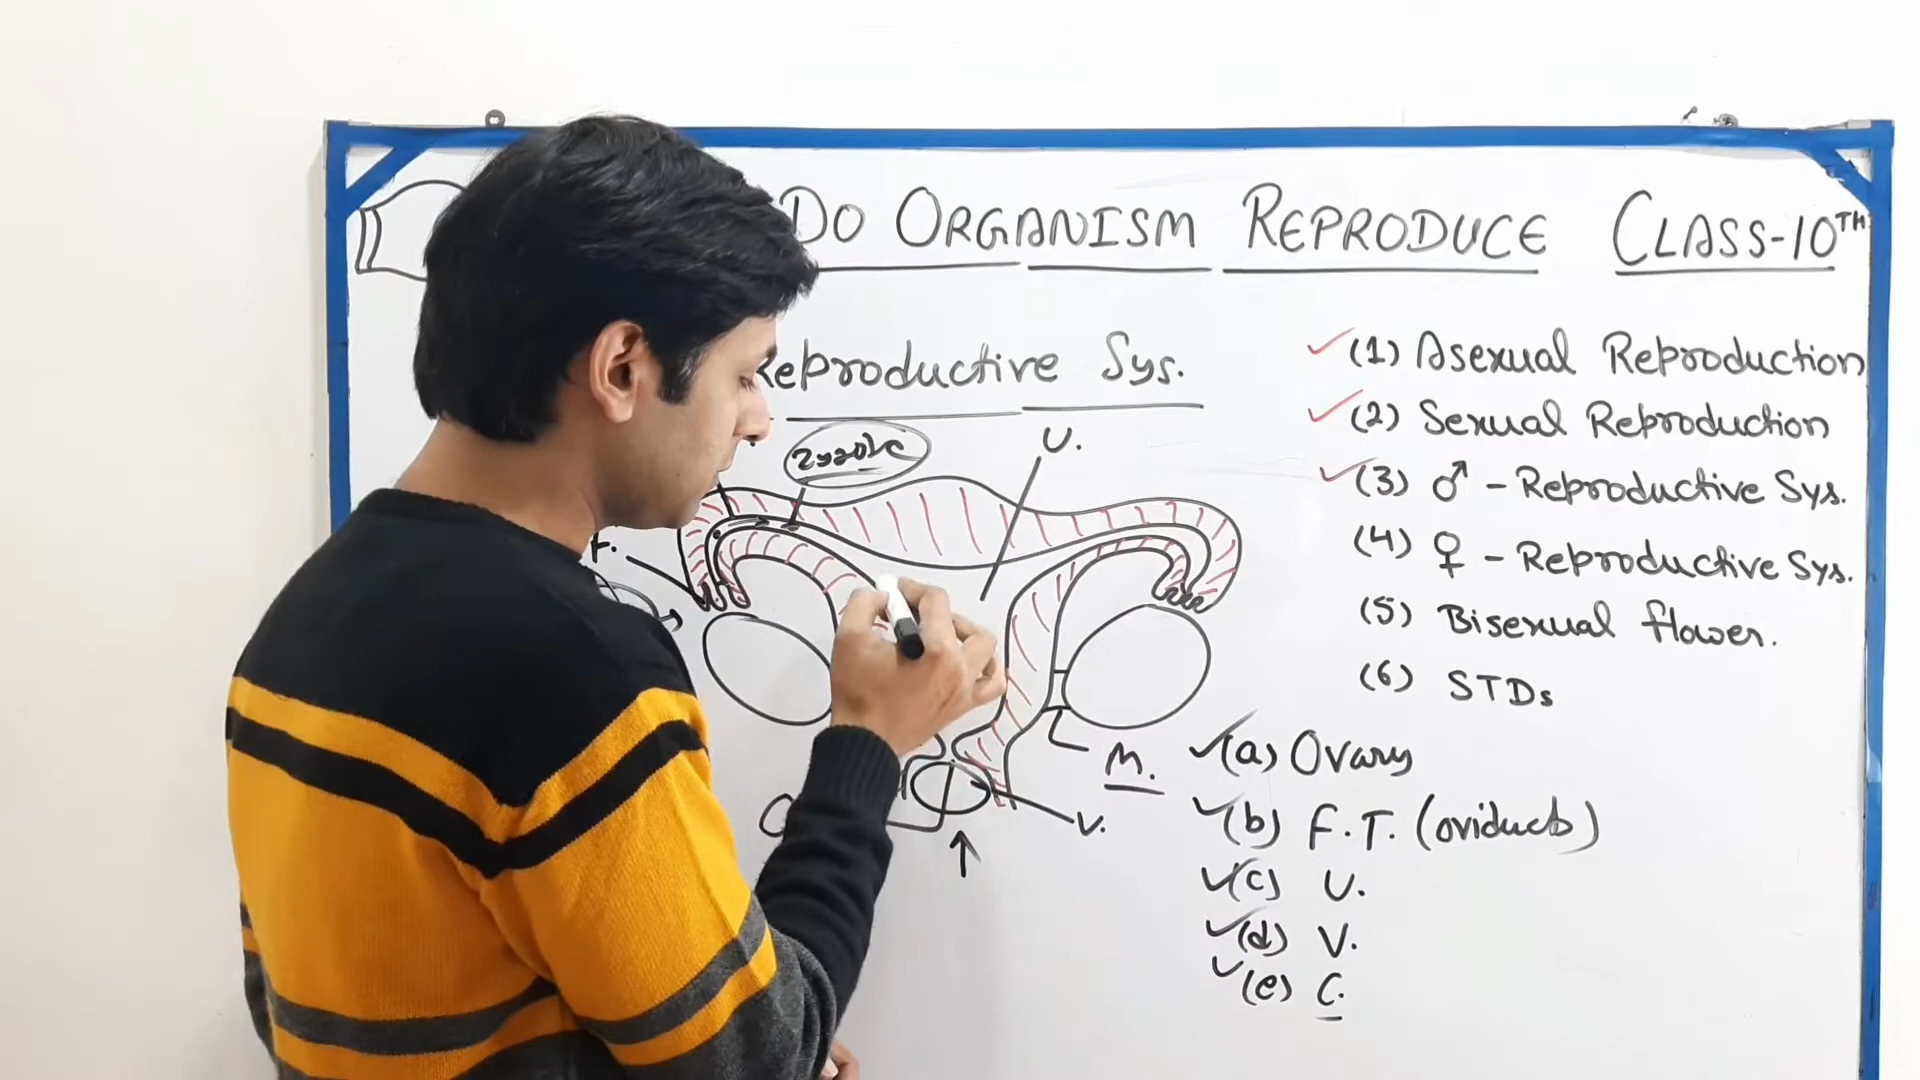 DO ORGANISM REPRODUCE CLASS-10TH
Reproductive Sys.
Zygote
U.
F.
M.
V.
C
(1) Asexual Reproduction
(2) Sexual Reproduction
(3) ♂ - Reproductive Sys.
(4) ♀ - Reproductive Sys.
(5) Bisexual flower.
(6) STDs
(a) Ovary
(b) F.T. (oviducts)
(c) U.
(d) V.
(e) C.